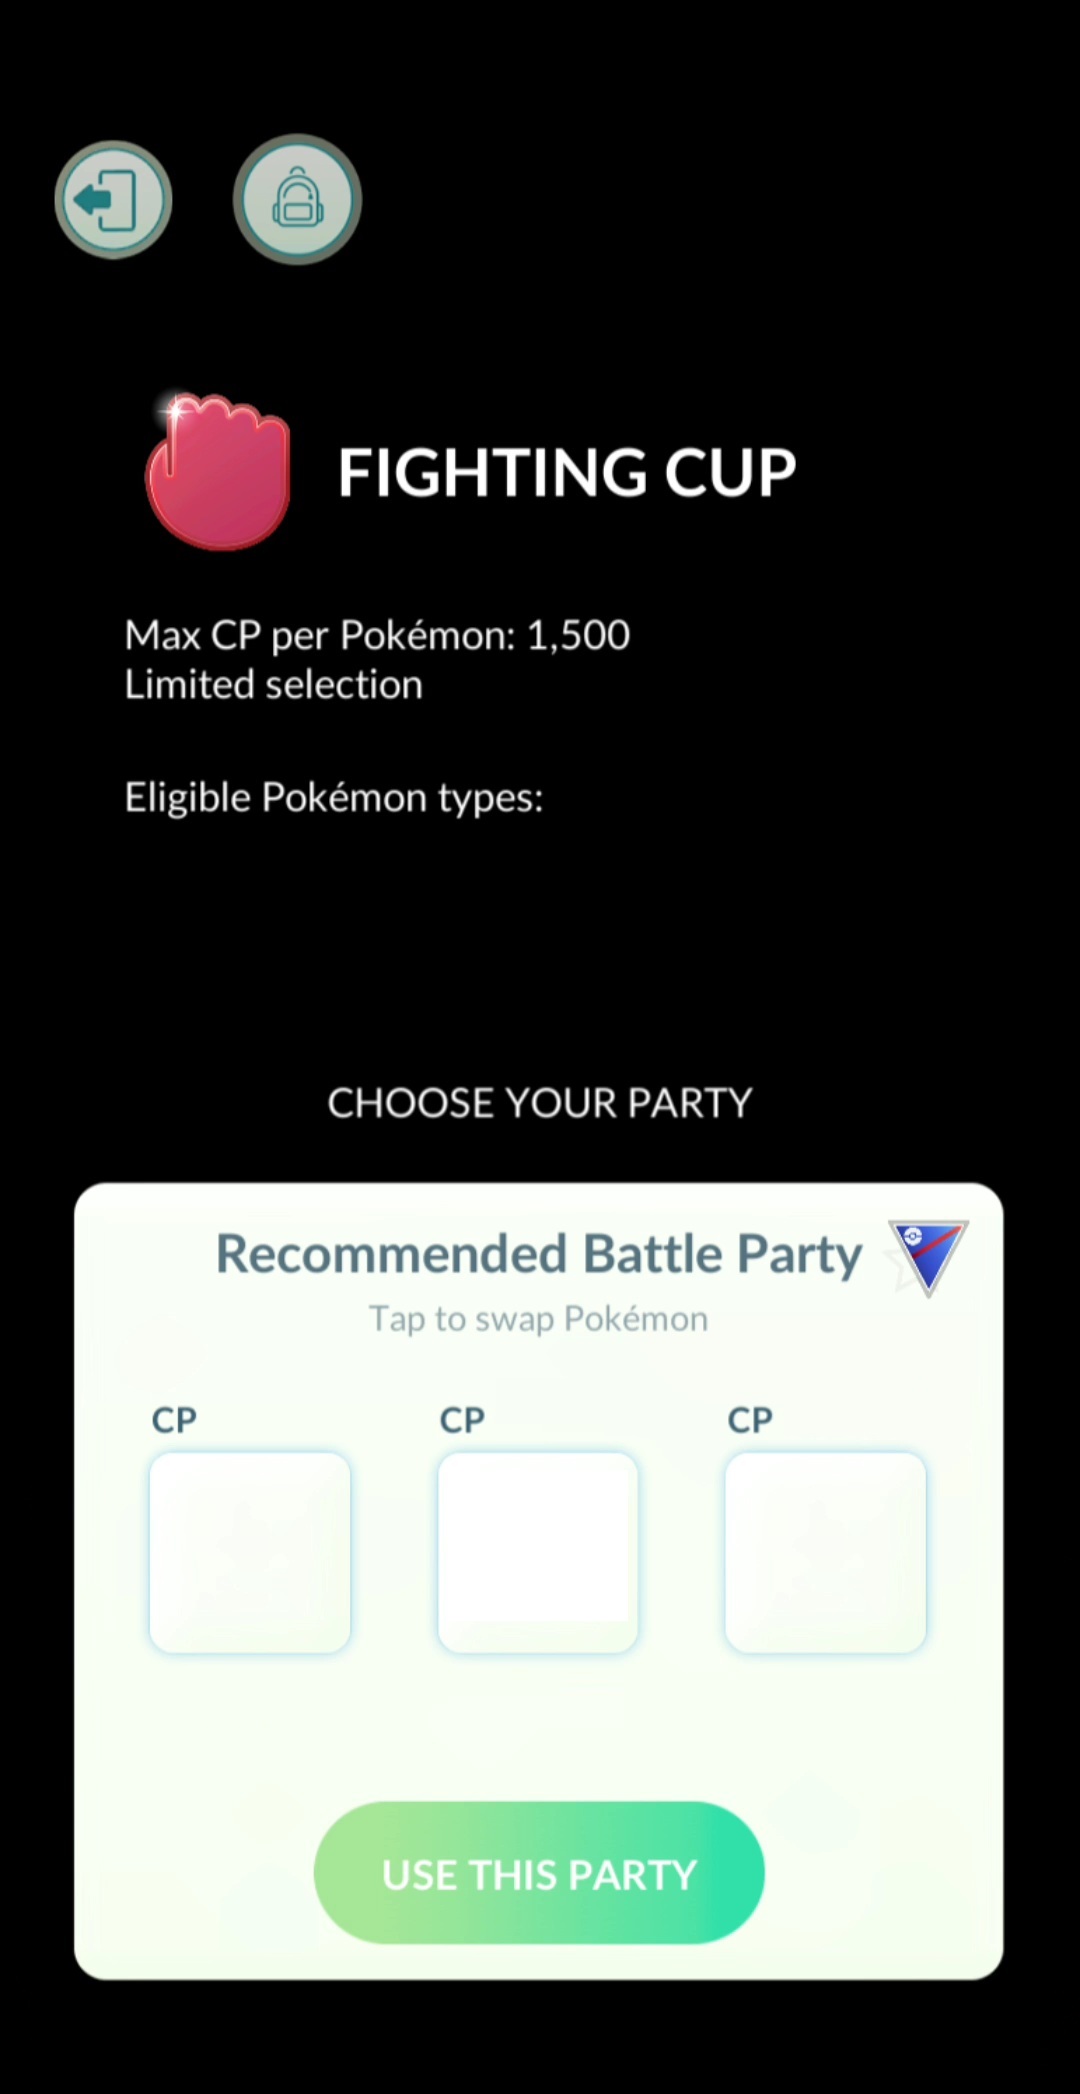 FIGHTING CUP
Max CP per Pokémon: 1,500
Limited selection
Eligible Pokémon types:
CHOOSE YOUR PARTY
Recommended Battle Party
Tap to swap Pokémon
CP CP CP
USE THIS PARTY